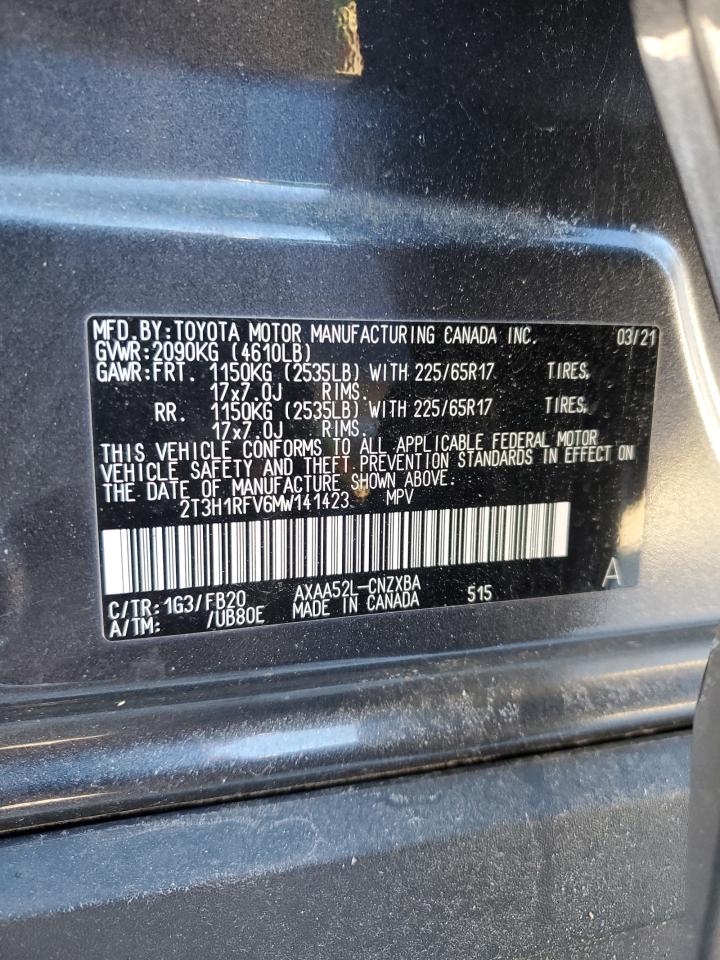 MFD.BY:TOYOTA MOTOR MANUFACTURING CANADA INC. 03/21
GVWR:2090KG (4610LB)
GAWR:FRT. 1150KG (2535LB) WITH 225/65R17 TIRES,
17x7.0J RIMS.
RR. 1150KG (2535LB) WITH 225/65R17 TIRES,
17x7.0J RIMS.
THIS VEHICLE CONFORMS TO ALL APPLICABLE FEDERAL MOTOR
VEHICLE SAFETY AND THEFT PREVENTION STANDARDS IN EFFECT ON
THE DATE OF MANUFACTURE SHOWN ABOVE.
2T3H1RFV6MW141423 MPV
C/TR:1G3/FB20 AXAA52L-CNZXBA 515 A
A/TM: /UB80E MADE IN CANADA